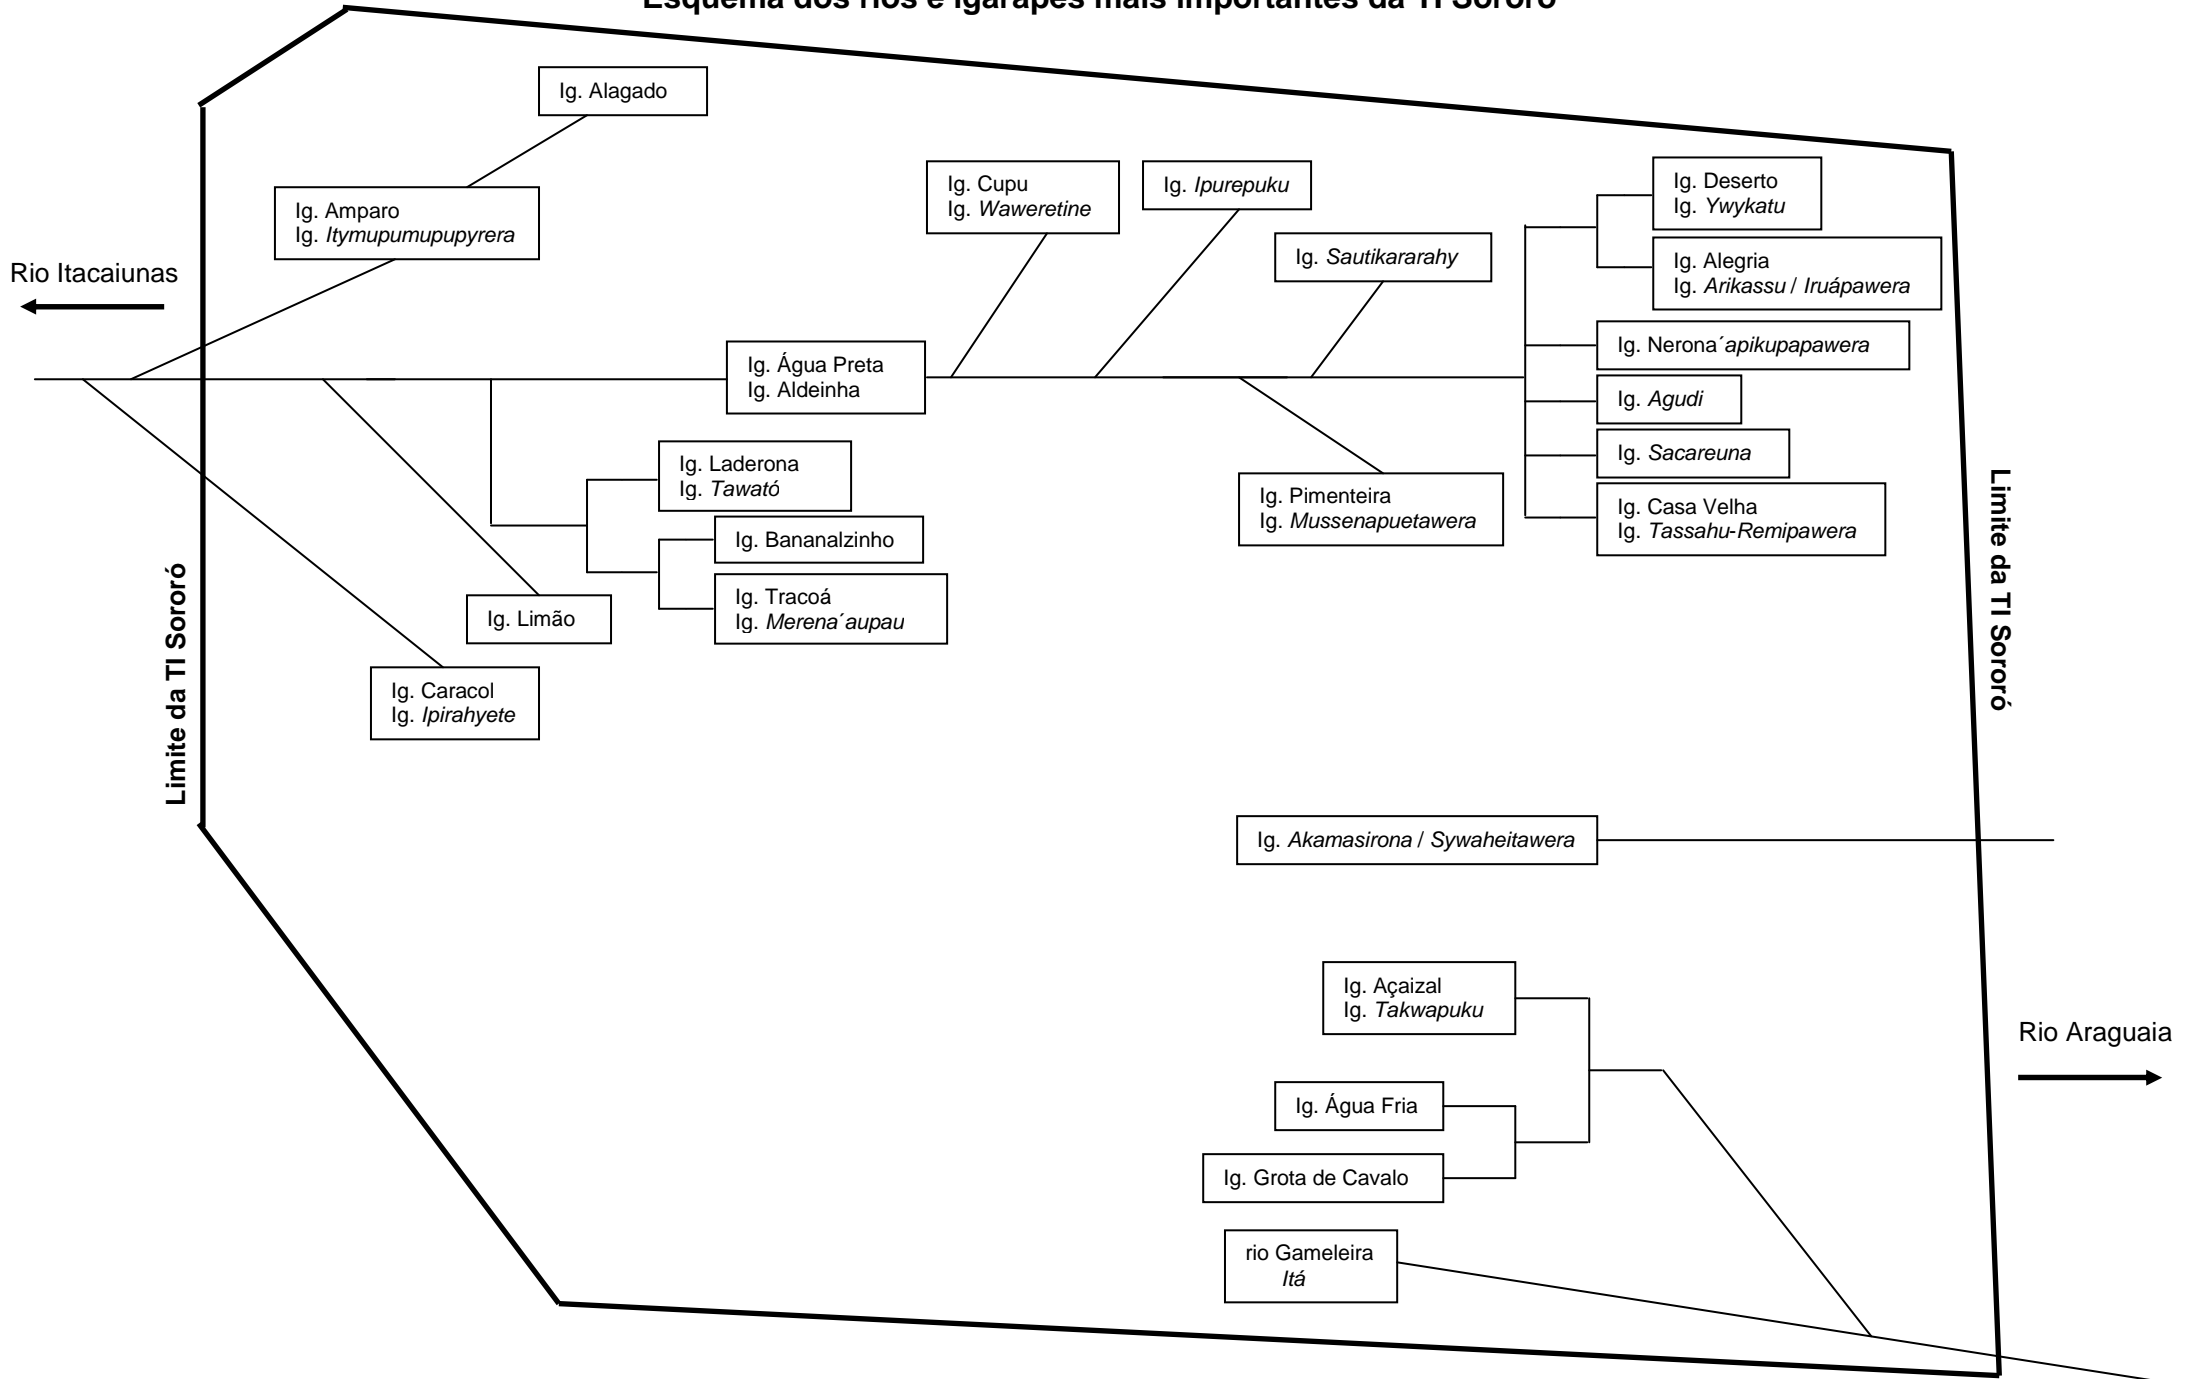 Esquema dos rios e igarapés mais importantes da TI Sororó
Ig. Alagado
Ig. Amparo
Ig. Itymupumupupyrera
Rio Itacaiunas
Ig. Cupu
Ig. Waweretine
Ig. Ipurepuku
Ig. Sautikararahy
Ig. Deserto
Ig. Ywykatu
Ig. Alegria
Ig. Arikassu / Iruápawera
Ig. Nerona´apikupapawera
Ig. Agudi
Ig. Sacareuna
Ig. Casa Velha
Ig. Tassahu-Remipawera
Ig. Água Preta
Ig. Aldeinha
Ig. Laderona
Ig. Tawató
Ig. Bananalzinho
Ig. Tracoá
Ig. Merena´aupau
Ig. Pimenteira
Ig. Mussenapuetawera
Ig. Limão
Ig. Caracol
Ig. Ipirahyete
Limite da TI Sororó
Limite da TI Sororó
Ig. Akamasirona / Sywaheitawera
Ig. Açaizal
Ig. Takwapuku
Rio Araguaia
Ig. Água Fria
Ig. Grota de Cavalo
rio Gameleira
Itá